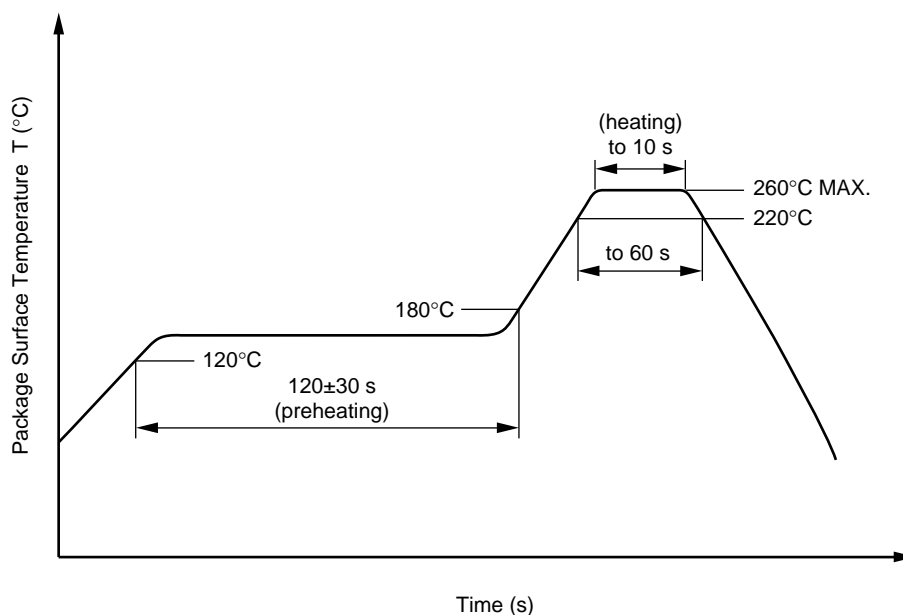 Package Surface Temperature T (°C)
(heating)
to 10 s
260°C MAX.
220°C
to 60 s
180°C
120°C
120±30 s
(preheating)
Time (s)